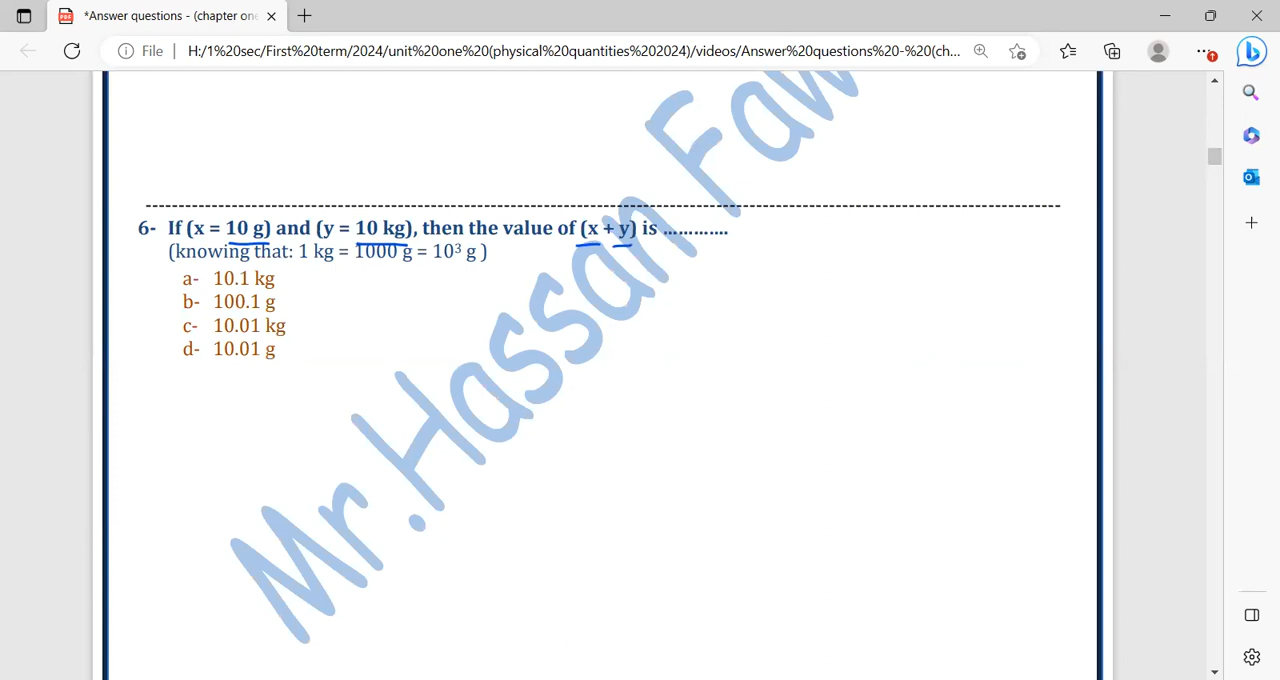 *Answer questions - (chapter one
File
H:/1%20sec/First%20term/2024/unit%20one%20(physical%20quantities%202024)/videos/Answer%20questions%20-%20(ch...
6- If (x = 10 g) and (y = 10 kg), then the value of (x + y) is .............
(knowing that: 1 kg = 1000 g = 10³ g )
a- 10.1 kg
b- 100.1 g
c- 10.01 kg
d- 10.01 g
Mr.Hassan Faw